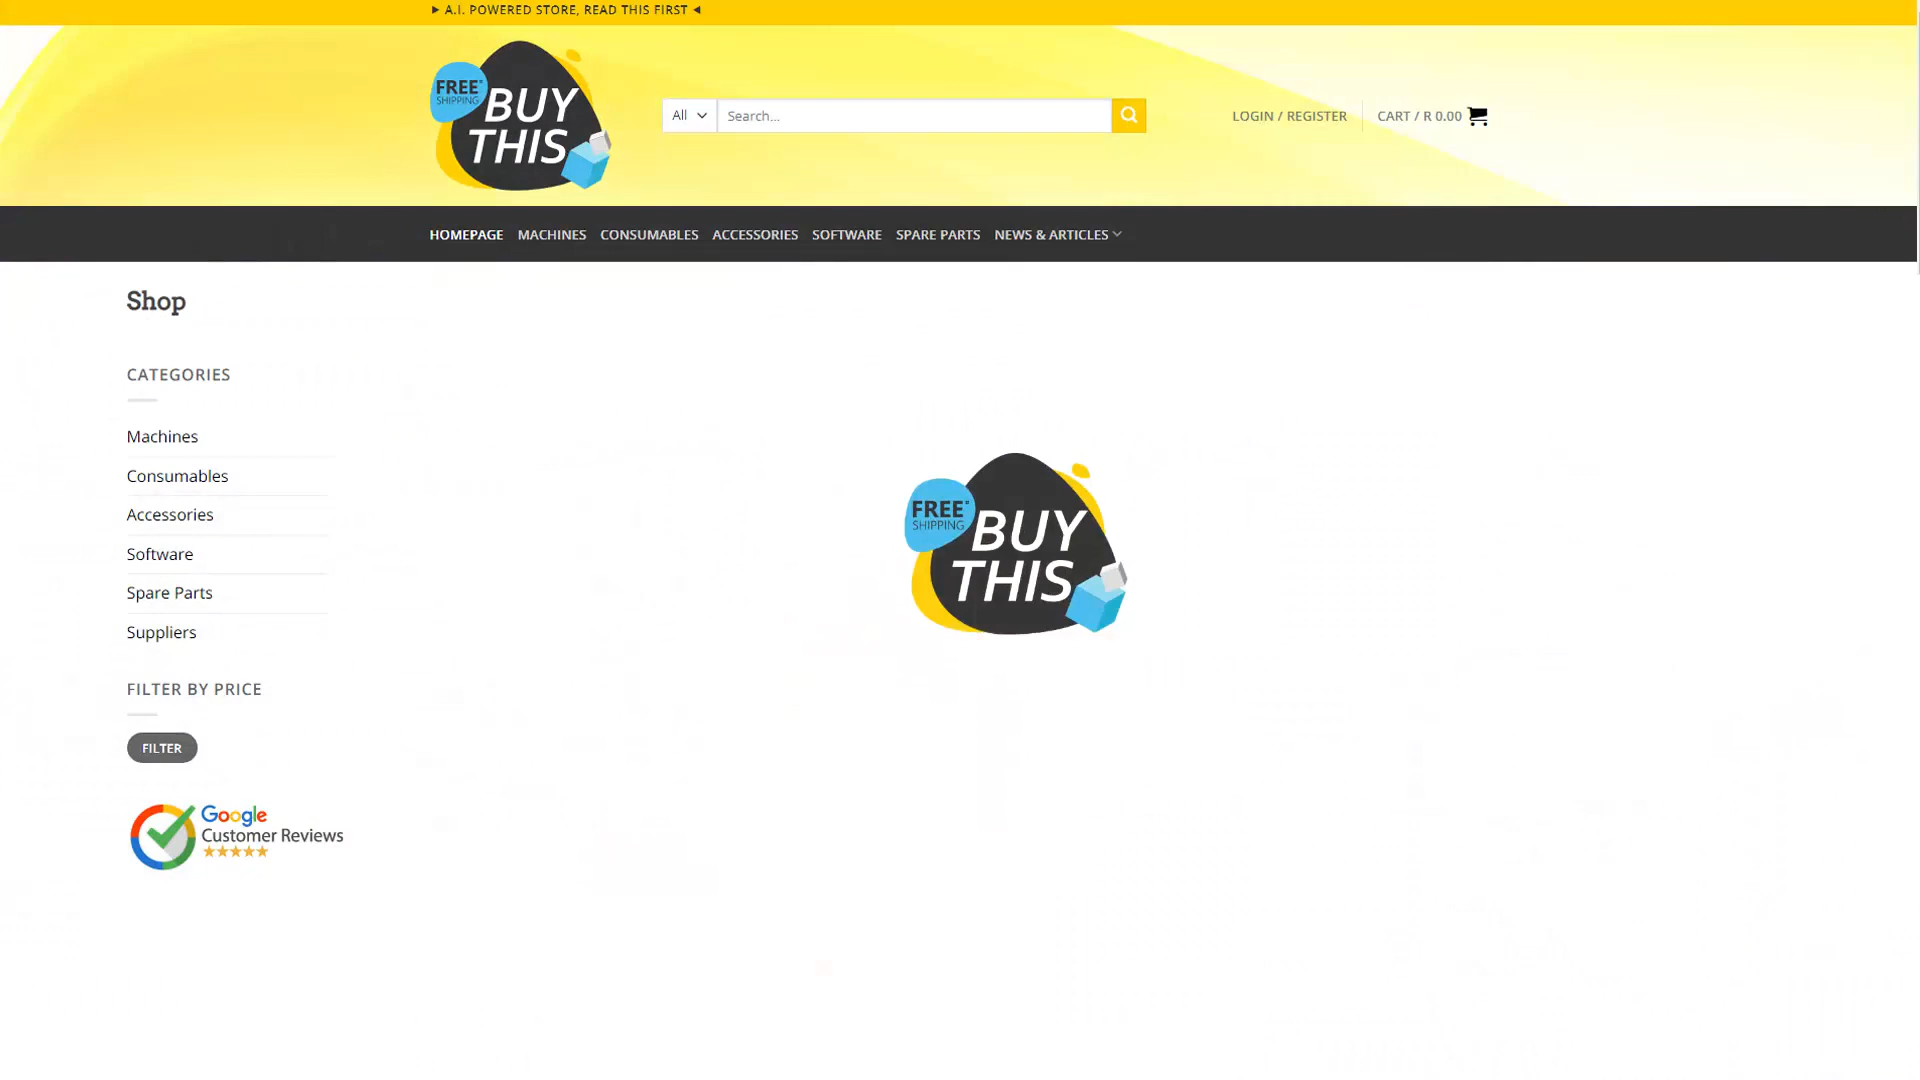 ▶ A.I. POWERED STORE, READ THIS FIRST ◀
FREE*
SHIPPING
BUY
THIS
All
Search...
LOGIN / REGISTER
CART / R 0.00
HOMEPAGE
MACHINES
CONSUMABLES
ACCESSORIES
SOFTWARE
SPARE PARTS
NEWS & ARTICLES
Shop
CATEGORIES
Machines
Consumables
Accessories
Software
Spare Parts
Suppliers
FILTER BY PRICE
FILTER
Google
Customer Reviews
FREE*
SHIPPING
BUY
THIS